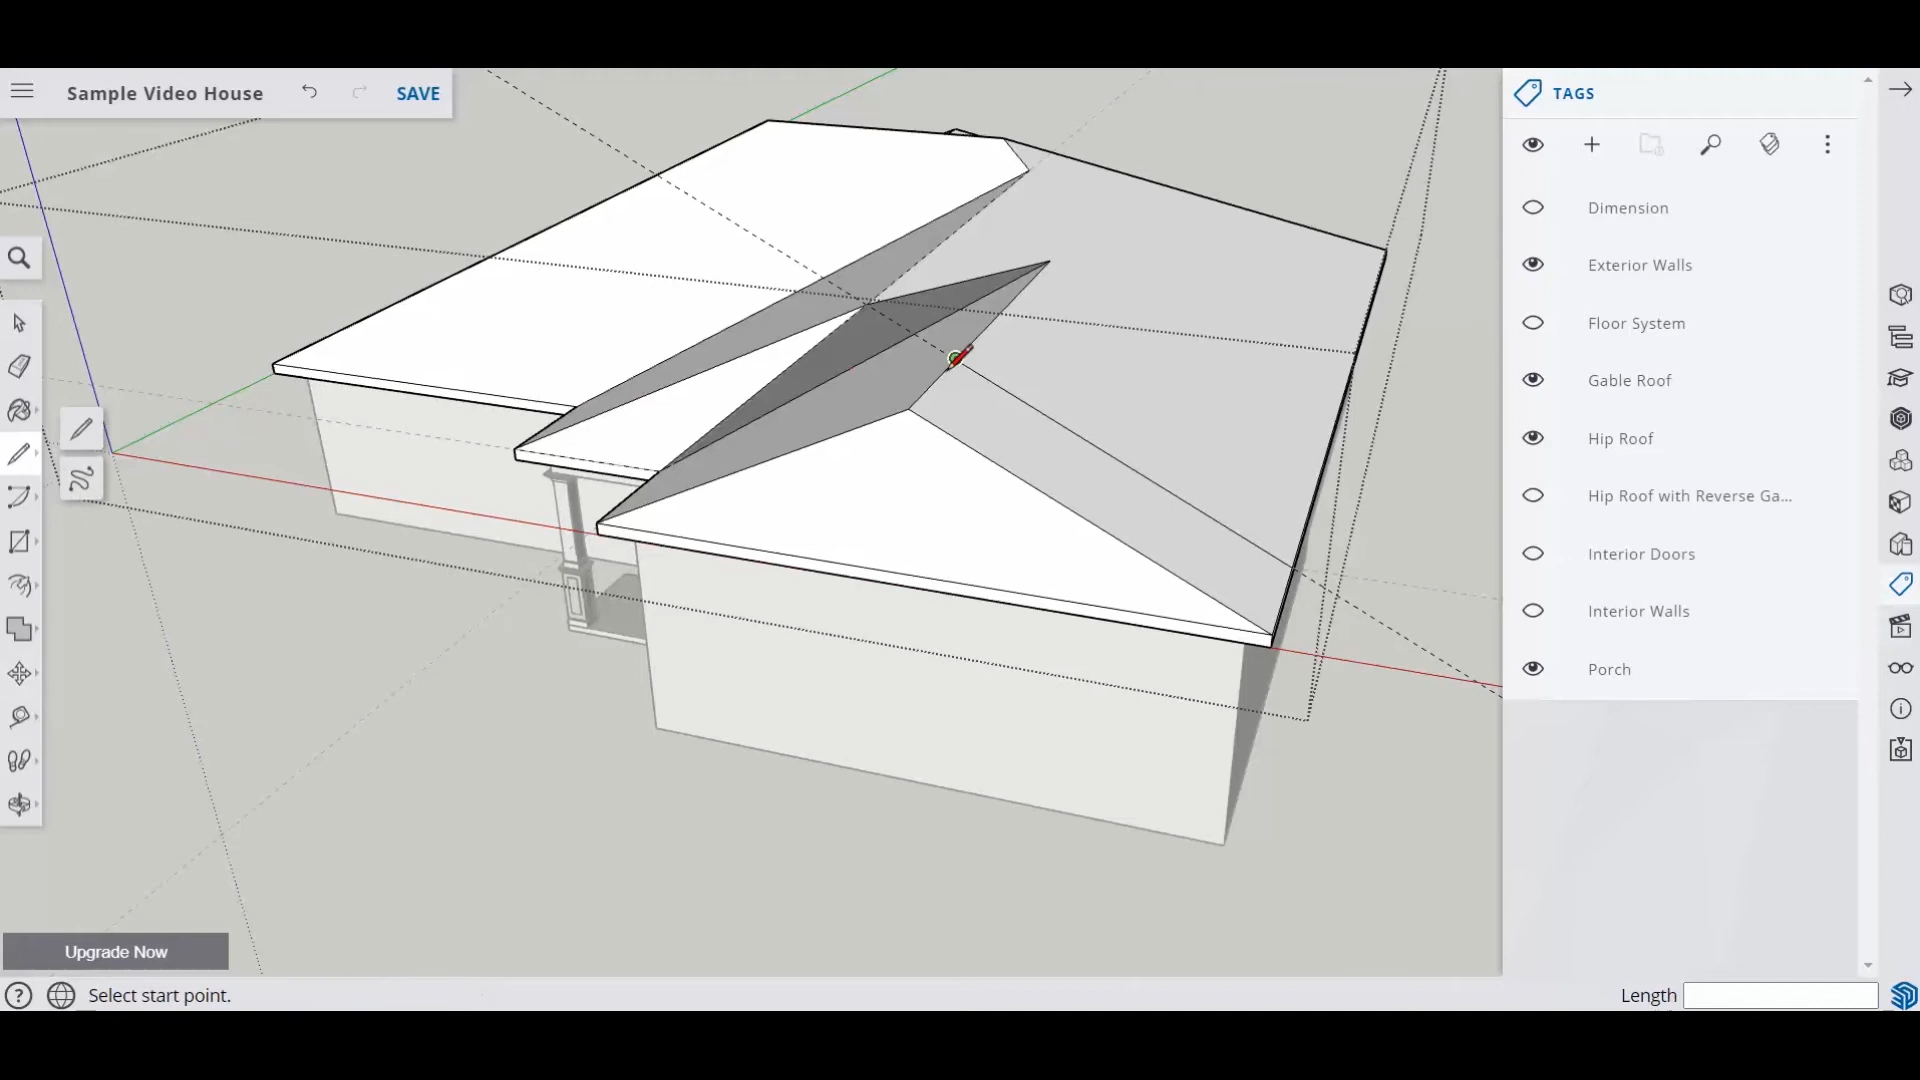 Sample Video House
SAVE
TAGS
Dimension
Exterior Walls
Floor System
Gable Roof
Hip Roof
Hip Roof with Reverse Ga...
Interior Doors
Interior Walls
Porch
Upgrade Now
Select start point.
Length